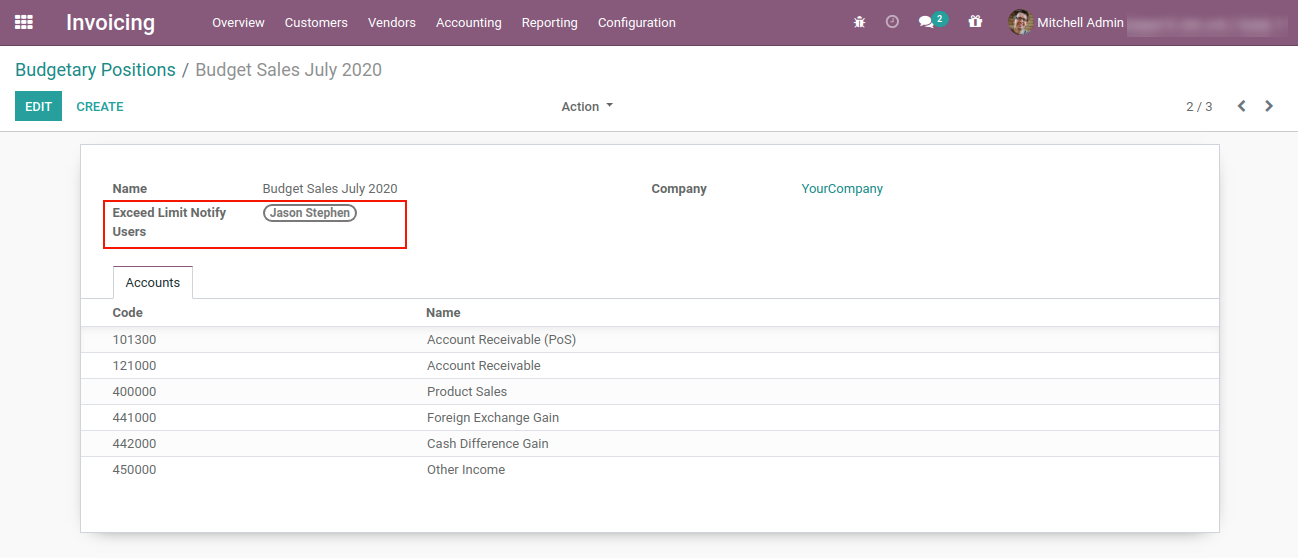 Invoicing Overview Customers Vendors Accounting Reporting Configuration 2 Mitchell Admin
Budgetary Positions / Budget Sales July 2020
EDIT CREATE Action 2 / 3
Name Budget Sales July 2020 Company YourCompany
Exceed Limit Notify Jason Stephen
Users
Accounts
Code Name
101300 Account Receivable (PoS)
121000 Account Receivable
400000 Product Sales
441000 Foreign Exchange Gain
442000 Cash Difference Gain
450000 Other Income